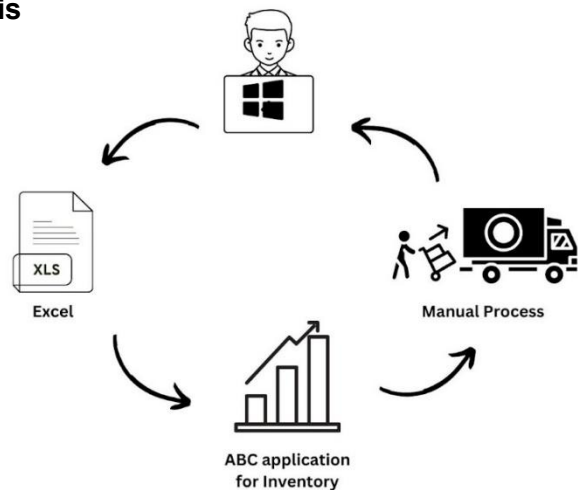 is
XLS
Excel
Manual Process
ABC application
for Inventory